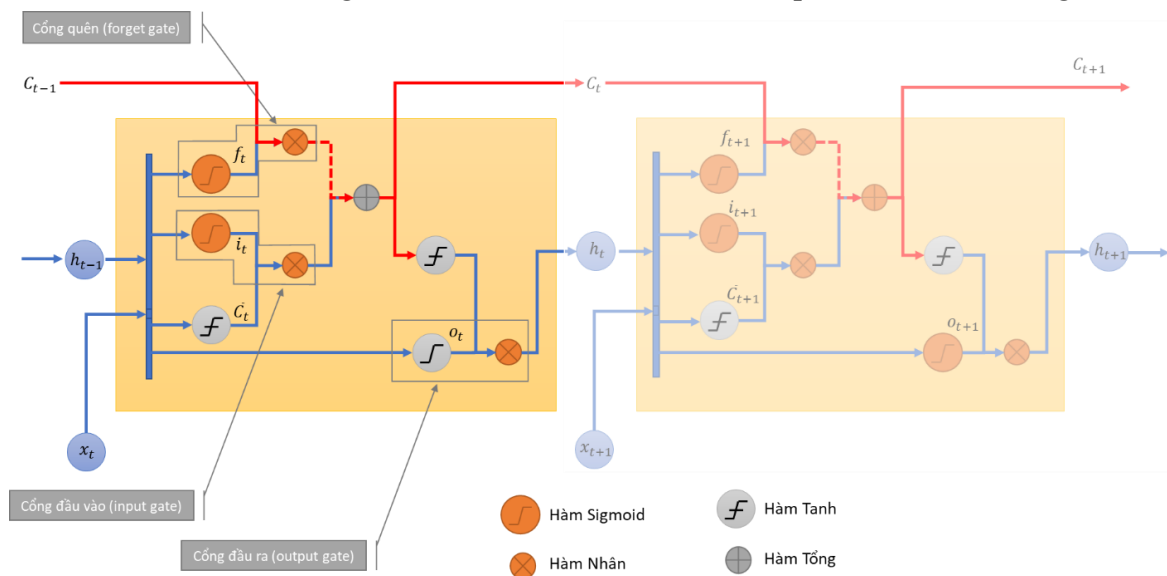 Cổng quên (forget gate)
C_{t−1}
C_t
C_{t+1}
f_t
f_{t+1}
i_t
i_{t+1}
h_{t−1}
h_t
h_{t+1}
C̃_t
C̃_{t+1}
o_t
o_{t+1}
x_t
x_{t+1}
Cổng đầu vào (input gate)
Hàm Sigmoid
Hàm Tanh
Cổng đầu ra (output gate)
Hàm Nhân
Hàm Tổng